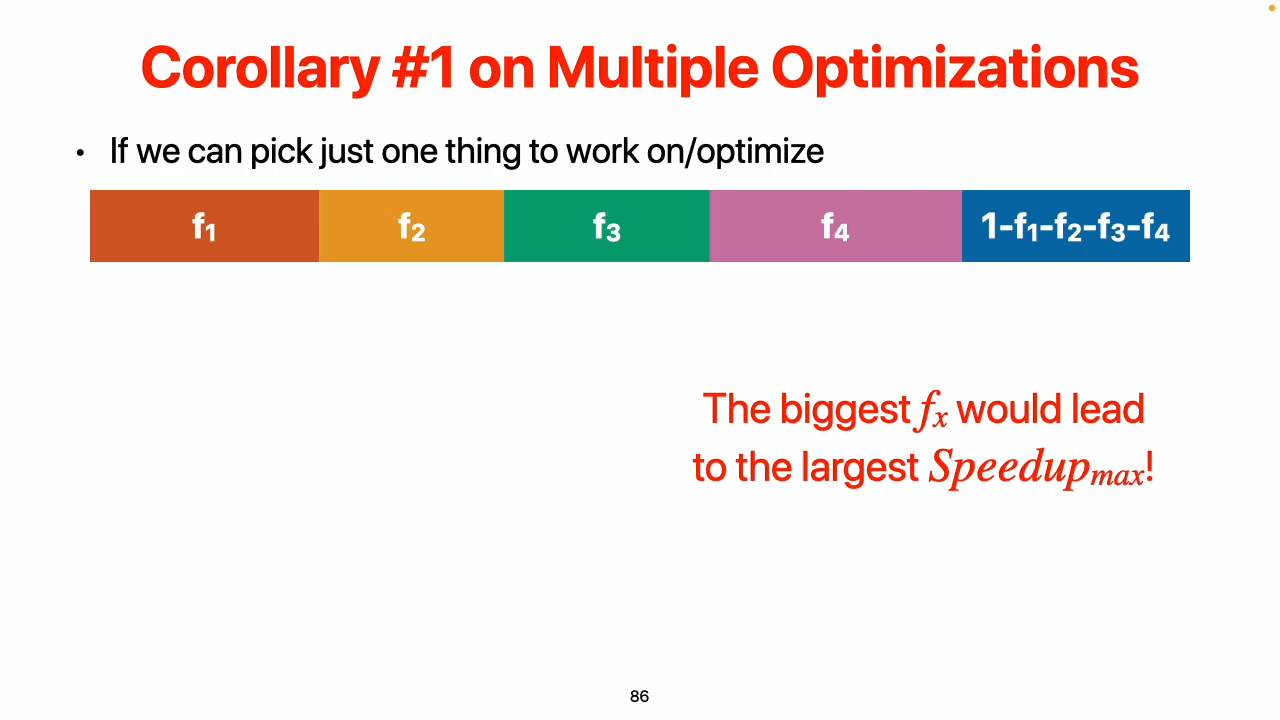 Corollary #1 on Multiple Optimizations
• If we can pick just one thing to work on/optimize
f₁ f₂ f₃ f₄ 1-f₁-f₂-f₃-f₄
The biggest fₓ would lead
to the largest Speedupₘₐₓ!
86